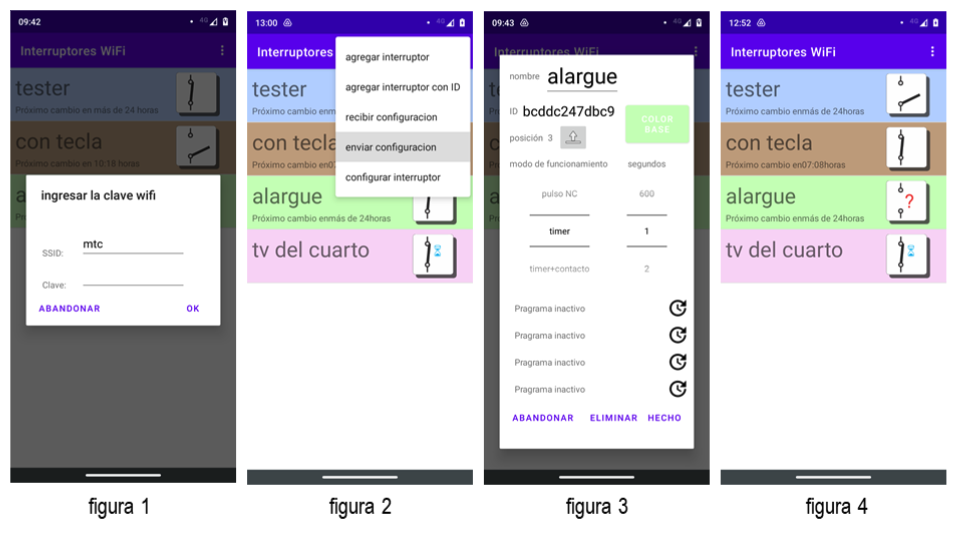 09:42
4G
Interruptores WiFi
tester
Próximo cambio en más de 24 horas
con tecla
Próximo cambio en 10:18 horas
a
P
ingresar la clave wifi
SSID: mtc
Clave:
ABANDONAR OK
figura 1
13:00
4G
Interruptores
tester
Próximo cambio en
con tecla
Próximo cambio en07
alargue
Próximo cambio enmás de 24horas
tv del cuarto
agregar interruptor
agregar interruptor con ID
recibir configuracion
enviar configuracion
configurar interruptor
figura 2
09:43
4G
Interruptores WiFi
nombre alargue
ID bcddc247dbc9
COLOR
BASE
posición 3
modo de funcionamiento segundos
pulso NC 600
timer 1
timer+contacto 2
Pragrama inactivo
Pragrama inactivo
Pragrama inactivo
Pragrama inactivo
ABANDONAR ELIMINAR HECHO
figura 3
12:52
4G
Interruptores WiFi
tester
Próximo cambio enmás de 24horas
con tecla
Próximo cambio en07:08horas
alargue
Próximo cambio enmás de 24horas
?
tv del cuarto
figura 4